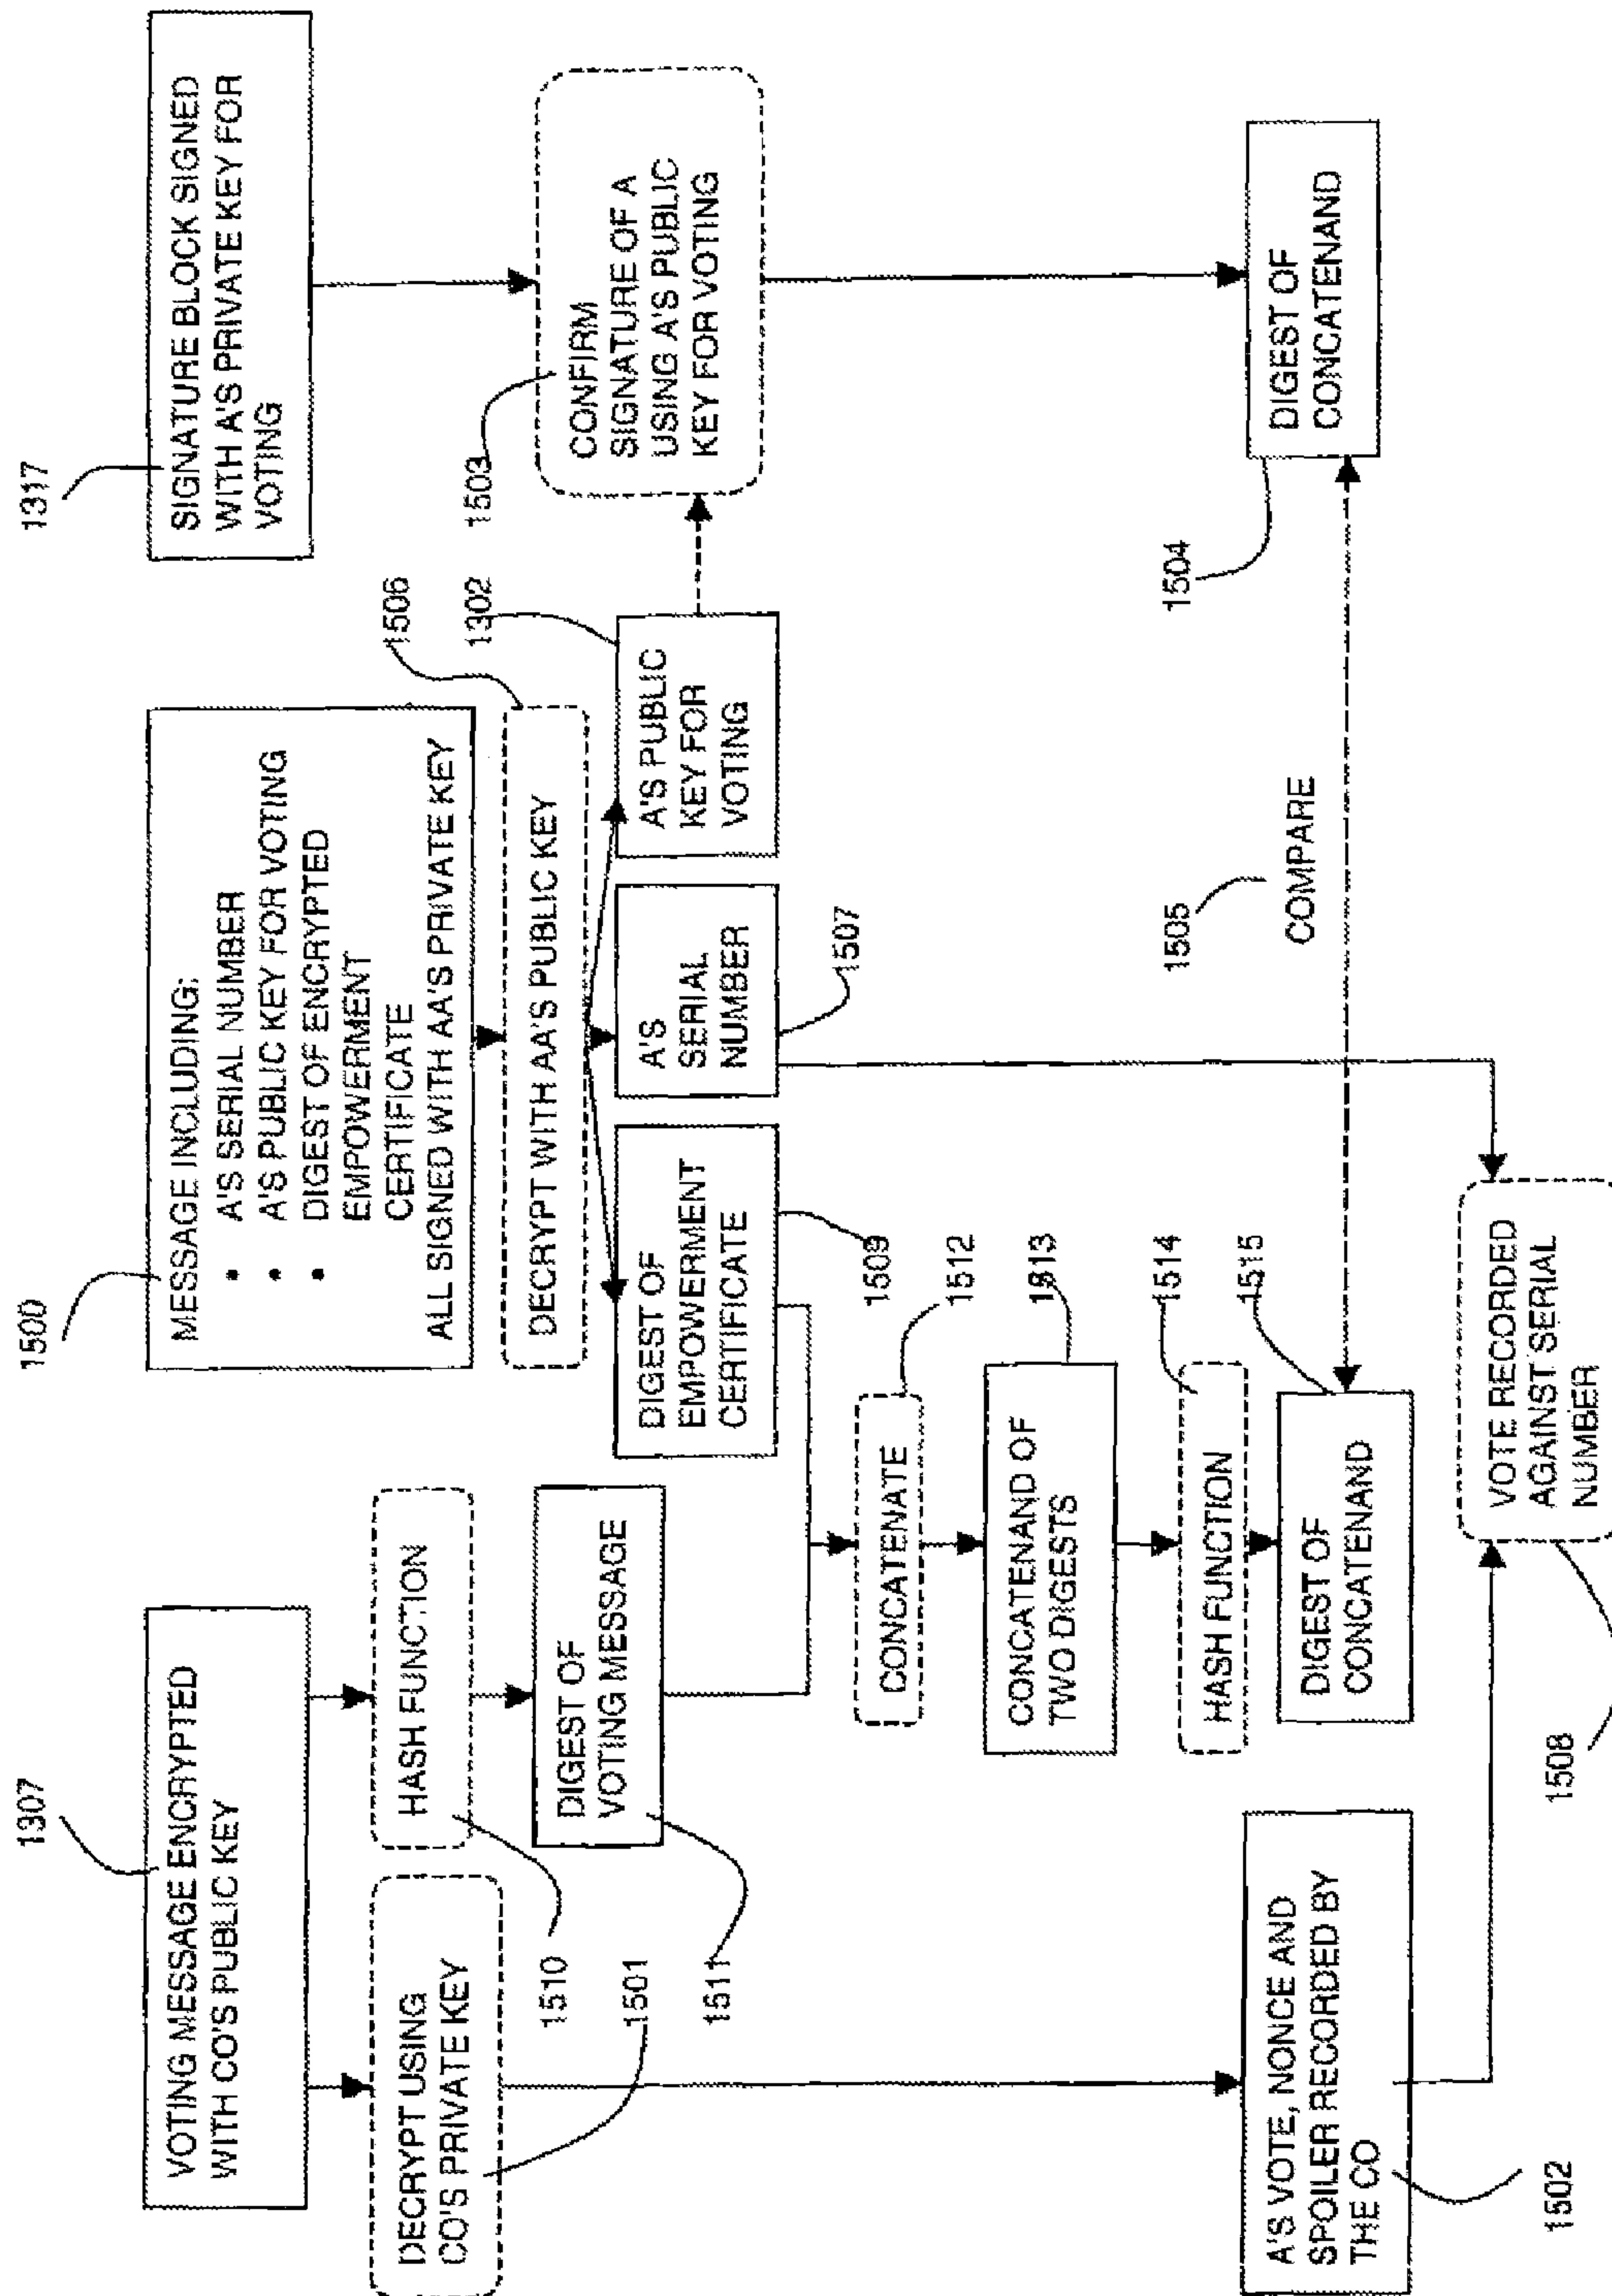 1307
VOTING MESSAGE ENCRYPTED
WITH CO'S PUBLIC KEY
1500
MESSAGE INCLUDING:
• A'S SERIAL NUMBER
• A'S PUBLIC KEY FOR VOTING
• DIGEST OF ENCRYPTED
EMPOWERMENT
CERTIFICATE
ALL SIGNED WITH AA'S PRIVATE KEY
1317
SIGNATURE BLOCK SIGNED
WITH A'S PRIVATE KEY FOR
VOTING
DECRYPT USING
CO'S PRIVATE KEY
1501
HASH FUNCTION
1510
DIGEST OF
VOTING MESSAGE
1511
DECRYPT WITH AA'S PUBLIC KEY
1506
DIGEST OF
EMPOWERMENT
CERTIFICATE
1509
A'S
SERIAL
NUMBER
1507
A'S PUBLIC
KEY FOR
VOTING
1302
CONFIRM
SIGNATURE OF A
USING A'S PUBLIC
KEY FOR VOTING
1503
CONCATENATE
1512
CONCATENAND OF
TWO DIGESTS
1513
HASH FUNCTION
1514
DIGEST OF
CONCATENAND
1515
1505
COMPARE
DIGEST OF
CONCATENAND
1504
A'S VOTE, NONCE AND
SPOILER RECORDED BY
THE CO
1502
VOTE RECORDED
AGAINST SERIAL
NUMBER
1508